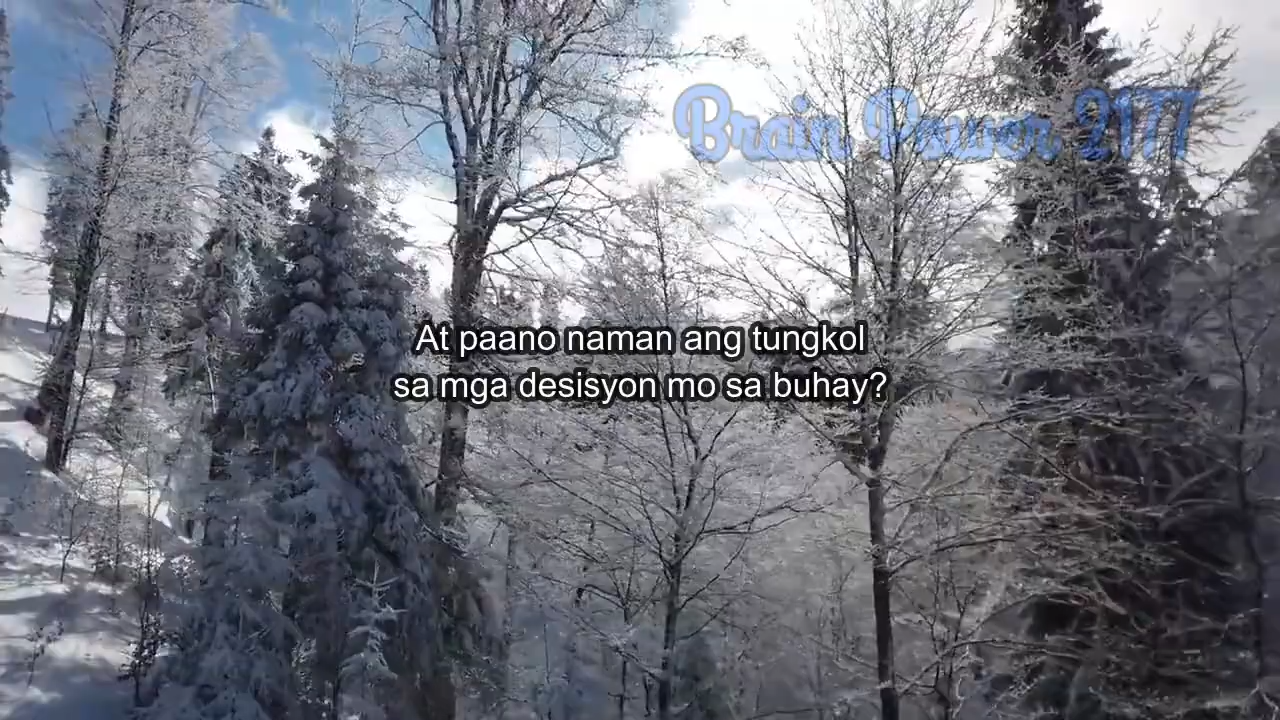 Brain Power 2177
At paano naman ang tungkol
sa mga desisyon mo sa buhay?